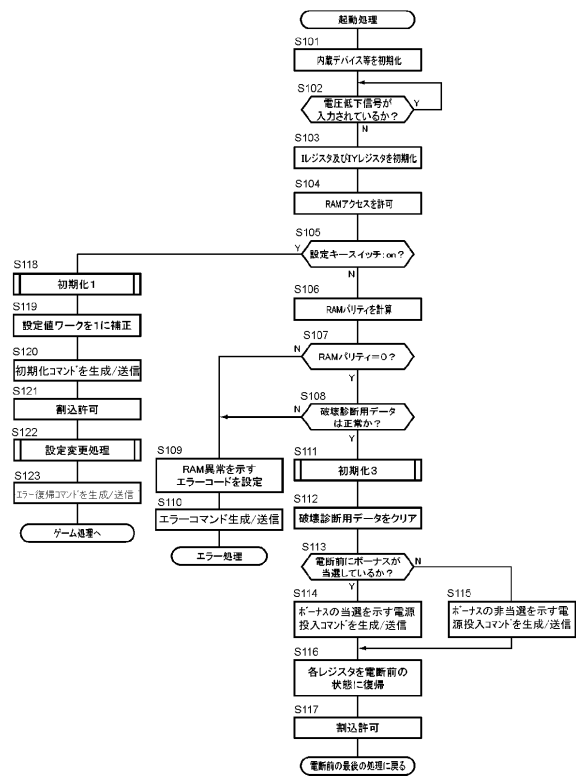 起動処理
S101
内蔵デバイス等を初期化
S102
電圧低下信号が
入力されているか？
Y
N
S103
Iレジスタ及びIYレジスタを初期化
S104
RAMアクセスを許可
S105
設定キースイッチ:on？
Y
N
S118
初期化1
S119
設定値ワークを1に補正
S120
初期化コマンドを生成/送信
S121
割込許可
S122
設定変更処理
S123
エラー復帰コマンドを生成/送信
ゲーム処理へ
S106
RAMパリティを計算
S107
RAMパリティ＝0？
N
Y
S108
破壊診断用データ
は正常か？
N
Y
S109
RAM異常を示す
エラーコードを設定
S110
エラーコマンド生成/送信
エラー処理
S111
初期化3
S112
破壊診断用データをクリア
S113
電断前にボーナスが
当選しているか？
N
Y
S114
ボーナスの当選を示す電源
投入コマンドを生成/送信
S115
ボーナスの非当選を示す電
源投入コマンドを生成/送信
S116
各レジスタを電断前の
状態に復帰
S117
割込許可
電断前の最後の処理に戻る